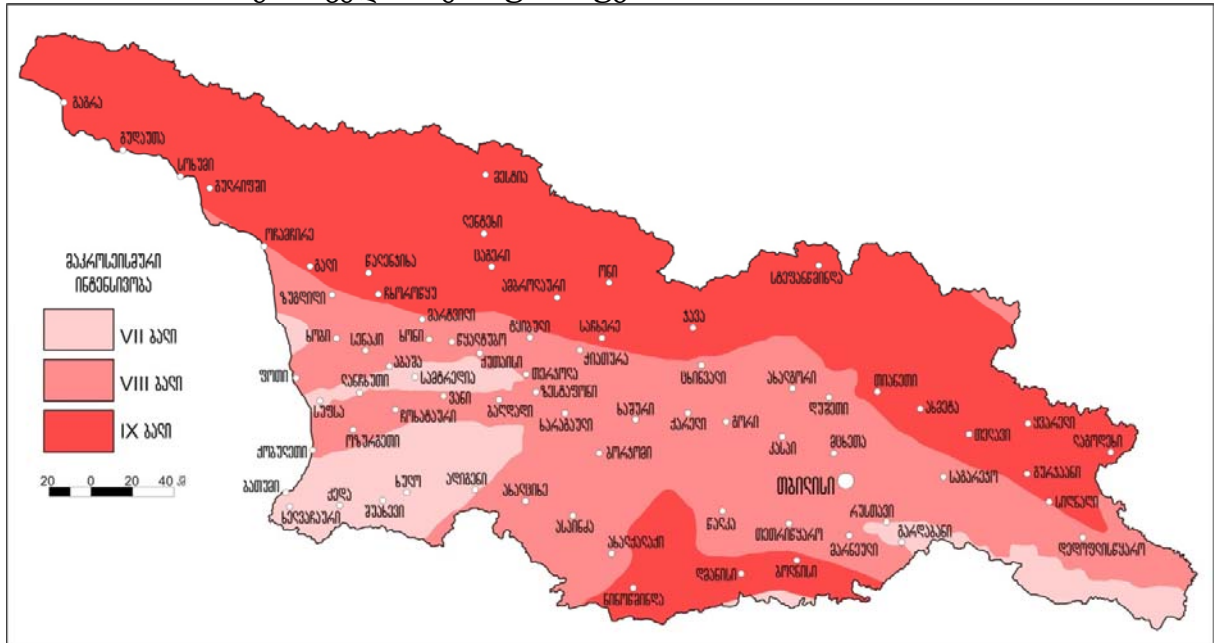 გაგრა
გუდაუთა
სოხუმი
გულრიფში
მესტია
ლენტეხი
ოჩამჩირე
ცაგერი
გალი
წალენჯიხა
ონი
სტეფანწმინდა
ამბროლაური
ზუგდიდი
ჩხოროწყუ
მარტვილი
ტყიბული
საჩხერე
ჯავა
ხობი
სენაკი
ხონი
წყალტუბო
ქუთაისი
ჭიათურა
ფოთი
აბაშა
სამტრედია
თერჯოლა
ცხინვალი
ახალგორი
თიანეთი
ლანჩხუთი
ვანი
ზესტაფონი
დუშეთი
ახმეტა
სუფსა
ჩოხატაური
ბაღდადი
ხარაგაული
ხაშური
ქარელი
გორი
ყვარელი
ოზურგეთი
თელავი
ქობულეთი
ბორჯომი
კასპი
მცხეთა
ლაგოდეხი
ბათუმი
ქედა
ხულო
ადიგენი
ახალციხე
თბილისი
საგარეჯო
გურჯაანი
ხელვაჩაური
შუახევი
ასპინძა
წალკა
რუსთავი
სიღნაღი
თეთრიწყარო
მარნეული
გარდაბანი
დედოფლისწყარო
ახალქალაქი
დმანისი
ბოლნისი
ნინოწმინდა
მაკროსეისმური
ინტენსივობა
VII ბალი
VIII ბალი
IX ბალი
20 0 20 40